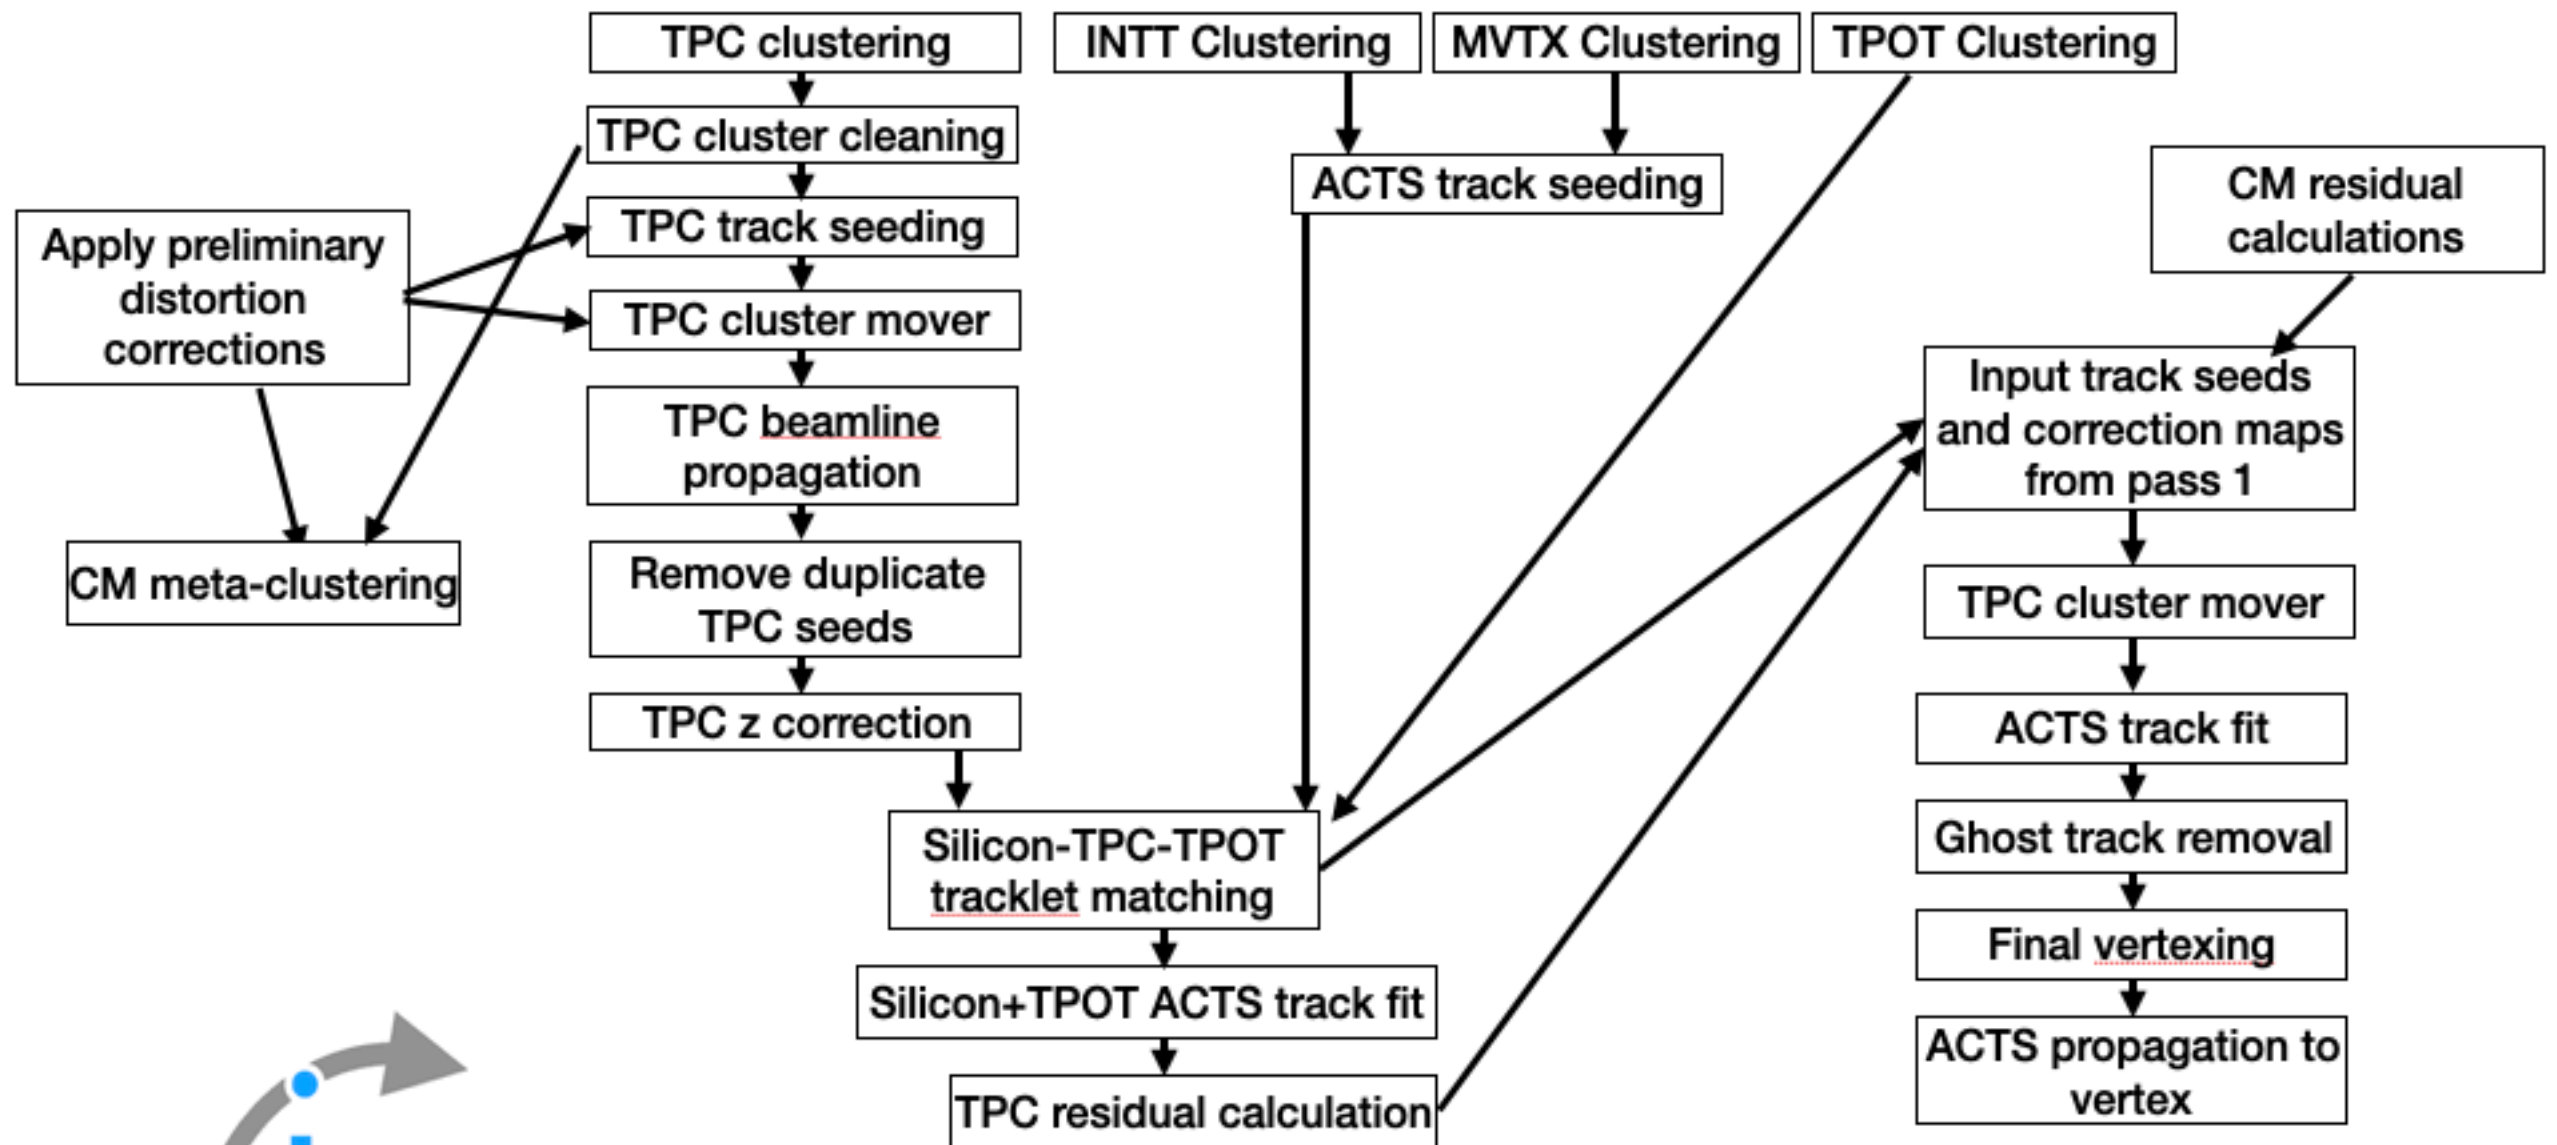 TPC clustering
INTT Clustering
MVTX Clustering
TPOT Clustering
TPC cluster cleaning
ACTS track seeding
CM residual
calculations
TPC track seeding
Apply preliminary
distortion
corrections
TPC cluster mover
Input track seeds
and correction maps
from pass 1
TPC beamline
propagation
CM meta-clustering
Remove duplicate
TPC seeds
TPC cluster mover
TPC z correction
ACTS track fit
Silicon-TPC-TPOT
tracklet matching
Ghost track removal
Final vertexing
Silicon+TPOT ACTS track fit
ACTS propagation to
vertex
TPC residual calculation